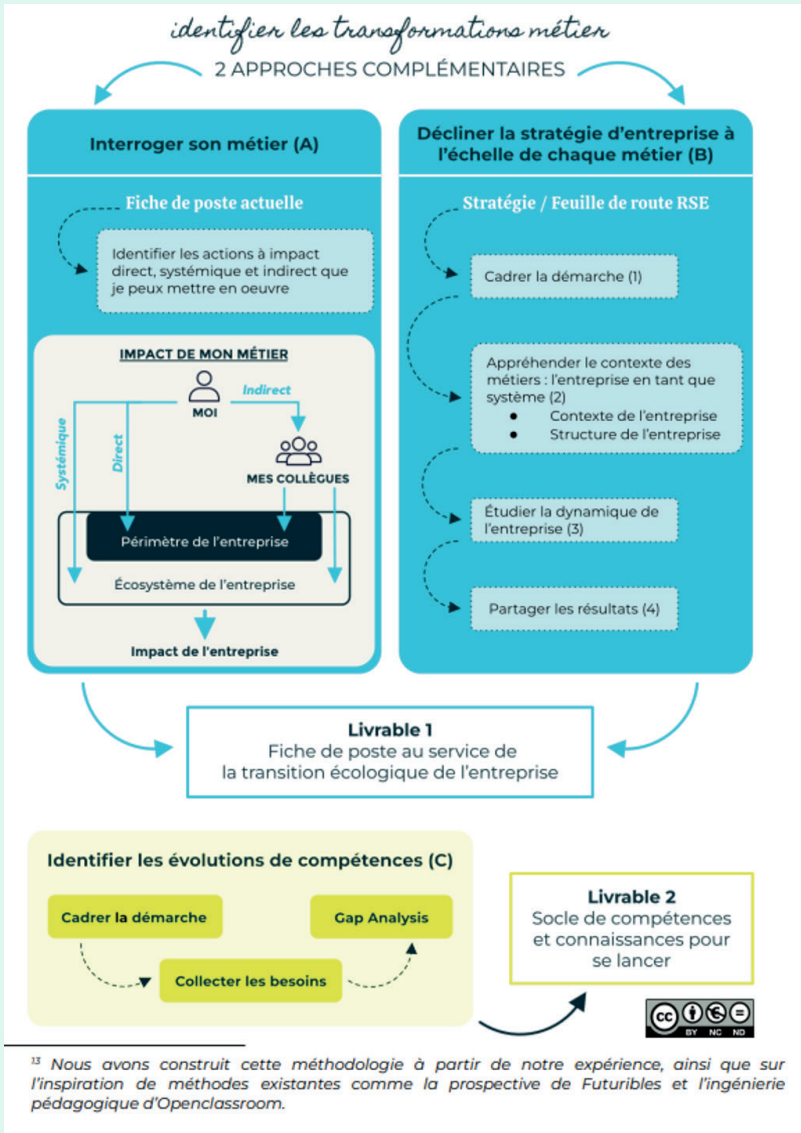 identifier les transformations métier
2 APPROCHES COMPLÉMENTAIRES
Interroger son métier (A)
Fiche de poste actuelle
Identifier les actions à impact
direct, systémique et indirect que
je peux mettre en oeuvre
IMPACT DE MON MÉTIER
MOI
Indirect
Systémique
Direct
MES COLLÈGUES
Périmètre de l'entreprise
Écosystème de l'entreprise
Impact de l'entreprise
Décliner la stratégie d'entreprise à
l'échelle de chaque métier (B)
Stratégie / Feuille de route RSE
Cadrer la démarche (1)
Appréhender le contexte des
métiers : l'entreprise en tant que
système (2)
● Contexte de l'entreprise
● Structure de l'entreprise
Étudier la dynamique de
l'entreprise (3)
Partager les résultats (4)
Livrable 1
Fiche de poste au service de
la transition écologique de l'entreprise
Identifier les évolutions de compétences (C)
Cadrer la démarche
Gap Analysis
Collecter les besoins
Livrable 2
Socle de compétences
et connaissances pour
se lancer
cc
BY NC ND
13 Nous avons construit cette méthodologie à partir de notre expérience, ainsi que sur
l'inspiration de méthodes existantes comme la prospective de Futuribles et l'ingénierie
pédagogique d'Openclassroom.